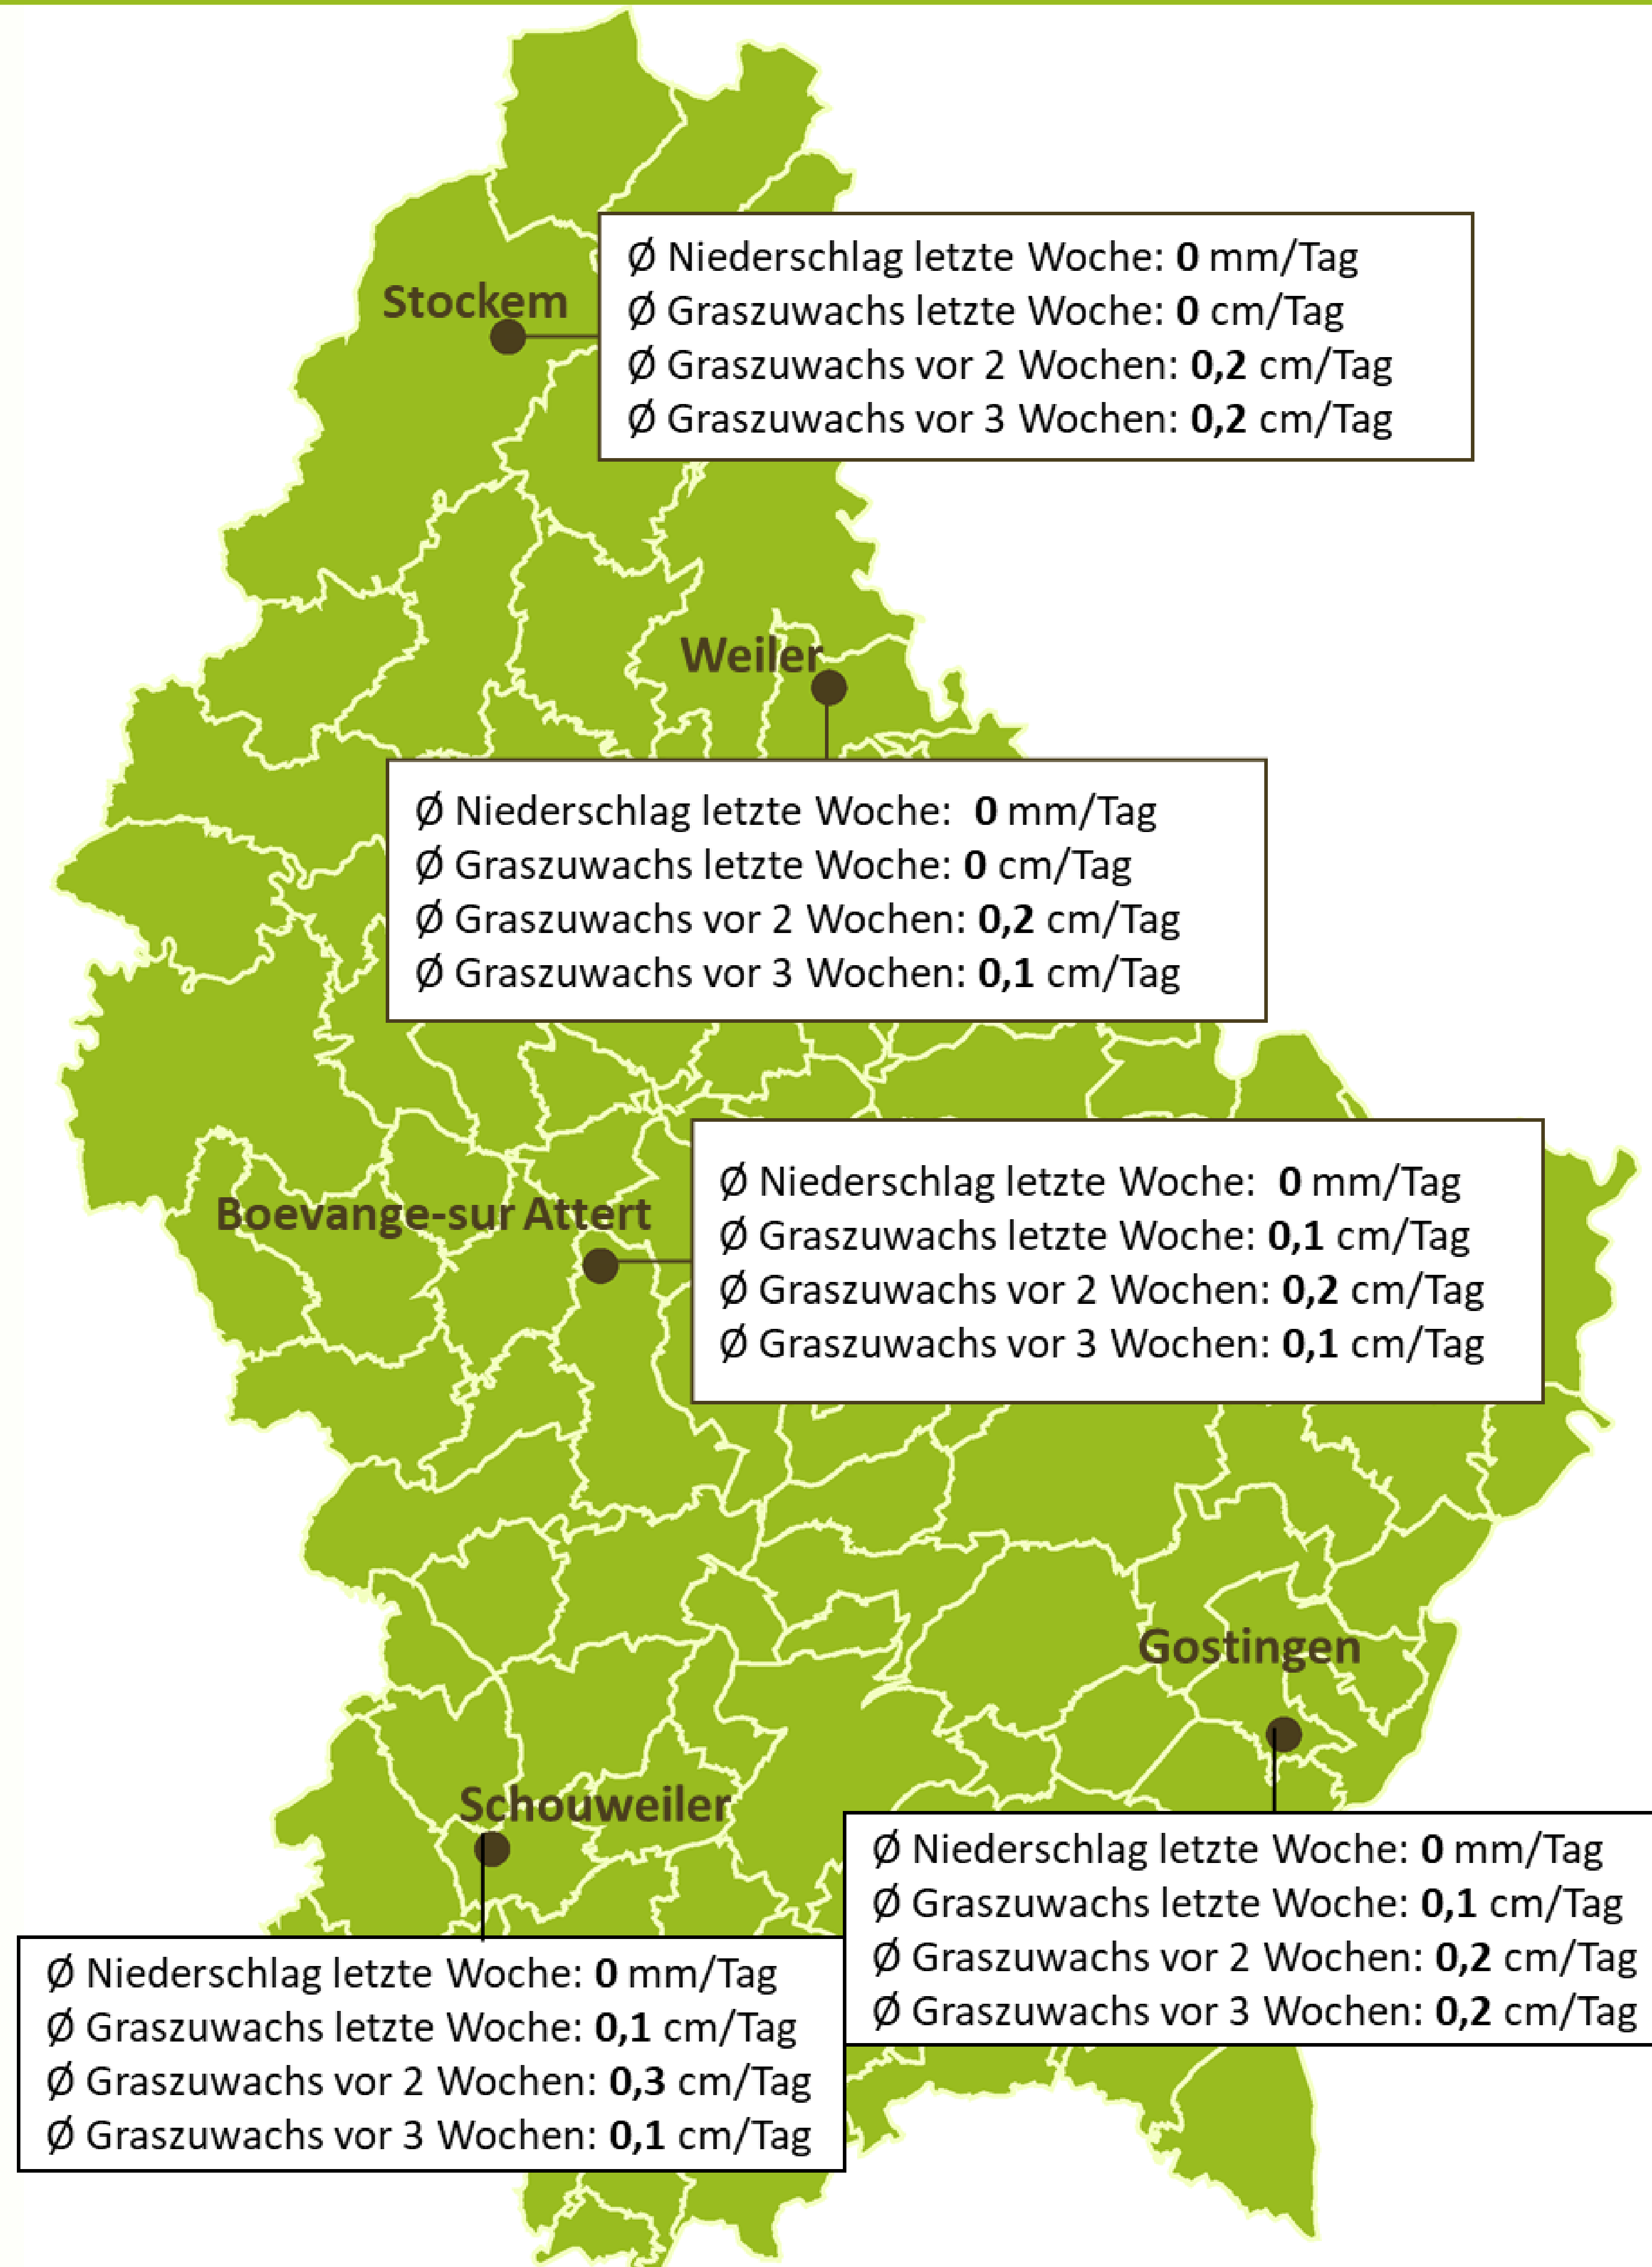 Stockem
Ø Niederschlag letzte Woche: 0 mm/Tag
Ø Graszuwachs letzte Woche: 0 cm/Tag
Ø Graszuwachs vor 2 Wochen: 0,2 cm/Tag
Ø Graszuwachs vor 3 Wochen: 0,2 cm/Tag
Weiler
Ø Niederschlag letzte Woche: 0 mm/Tag
Ø Graszuwachs letzte Woche: 0 cm/Tag
Ø Graszuwachs vor 2 Wochen: 0,2 cm/Tag
Ø Graszuwachs vor 3 Wochen: 0,1 cm/Tag
Boevange-sur Attert
Ø Niederschlag letzte Woche: 0 mm/Tag
Ø Graszuwachs letzte Woche: 0,1 cm/Tag
Ø Graszuwachs vor 2 Wochen: 0,2 cm/Tag
Ø Graszuwachs vor 3 Wochen: 0,1 cm/Tag
Gostingen
Ø Niederschlag letzte Woche: 0 mm/Tag
Ø Graszuwachs letzte Woche: 0,1 cm/Tag
Ø Graszuwachs vor 2 Wochen: 0,2 cm/Tag
Ø Graszuwachs vor 3 Wochen: 0,2 cm/Tag
Schouweiler
Ø Niederschlag letzte Woche: 0 mm/Tag
Ø Graszuwachs letzte Woche: 0,1 cm/Tag
Ø Graszuwachs vor 2 Wochen: 0,3 cm/Tag
Ø Graszuwachs vor 3 Wochen: 0,1 cm/Tag